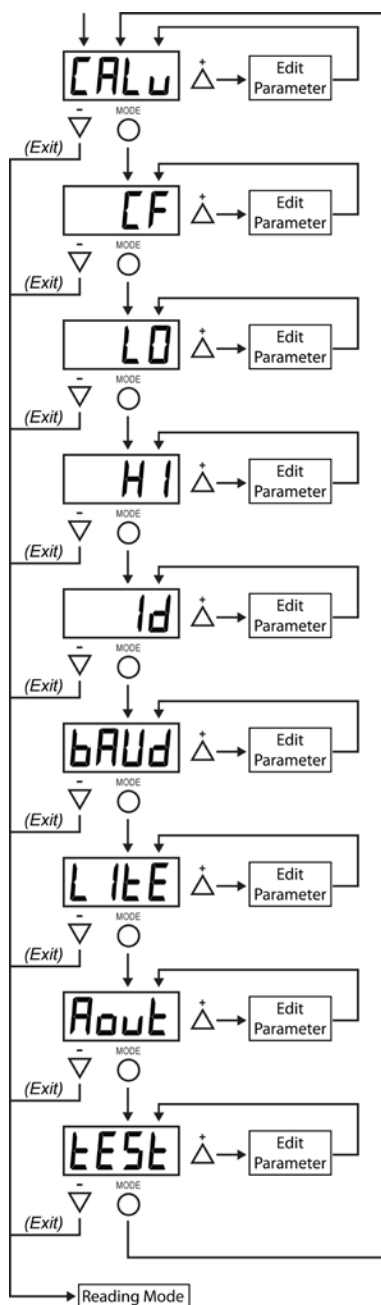 CALu
+
Edit
Parameter
-
MODE
(Exit)
CF
+
Edit
Parameter
-
MODE
(Exit)
LO
+
Edit
Parameter
-
MODE
(Exit)
HI
+
Edit
Parameter
-
MODE
(Exit)
Id
+
Edit
Parameter
-
MODE
(Exit)
bAUd
+
Edit
Parameter
-
MODE
(Exit)
LItE
+
Edit
Parameter
-
MODE
(Exit)
Aout
+
Edit
Parameter
-
MODE
(Exit)
tESt
+
Edit
Parameter
-
MODE
(Exit)
Reading Mode